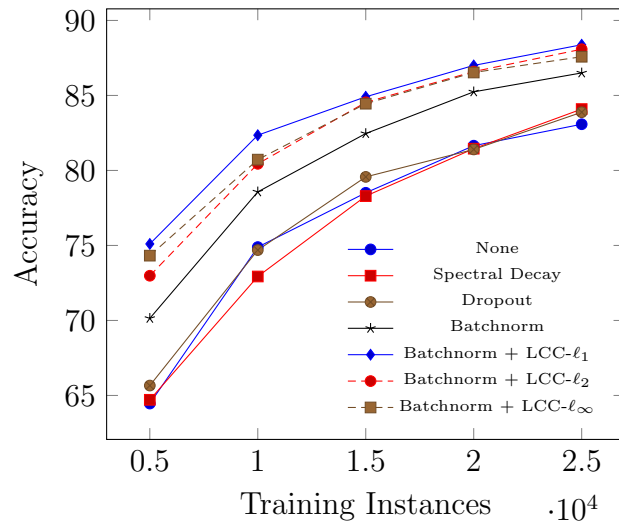 90
85
80
75
70
65
Accuracy
None
Spectral Decay
Dropout
Batchnorm
Batchnorm + LCC-ℓ₁
Batchnorm + LCC-ℓ₂
Batchnorm + LCC-ℓ∞
0.5 1 1.5 2 2.5
Training Instances ·10⁴